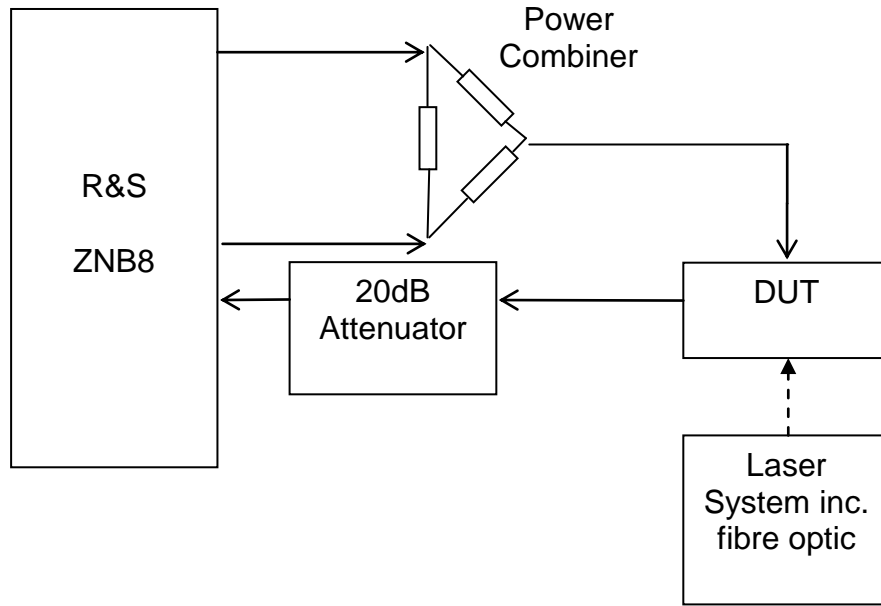 Power
Combiner
R&S
ZNB8
20dB
Attenuator
DUT
Laser
System inc.
fibre optic